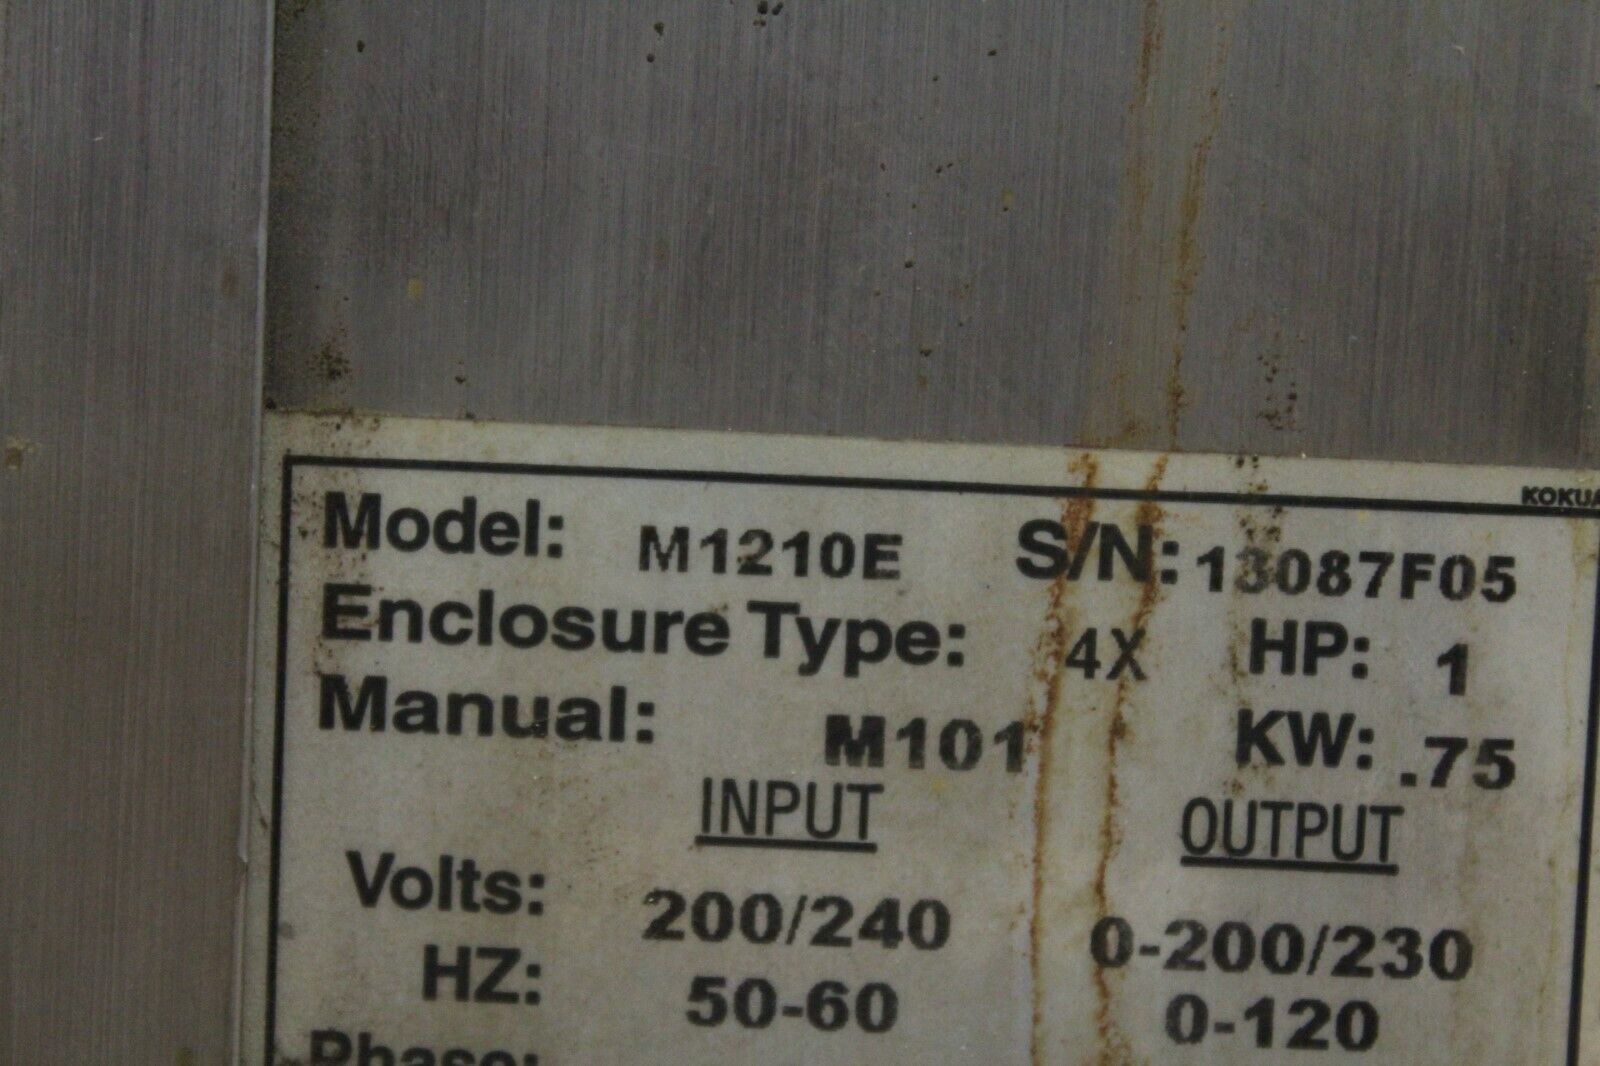 KOKUA
Model: M1210E S/N: 13087F05
Enclosure Type: 4X HP: 1
Manual: M101 KW: .75
INPUT OUTPUT
Volts: 200/240 0-200/230
HZ: 50-60 0-120
Phase: